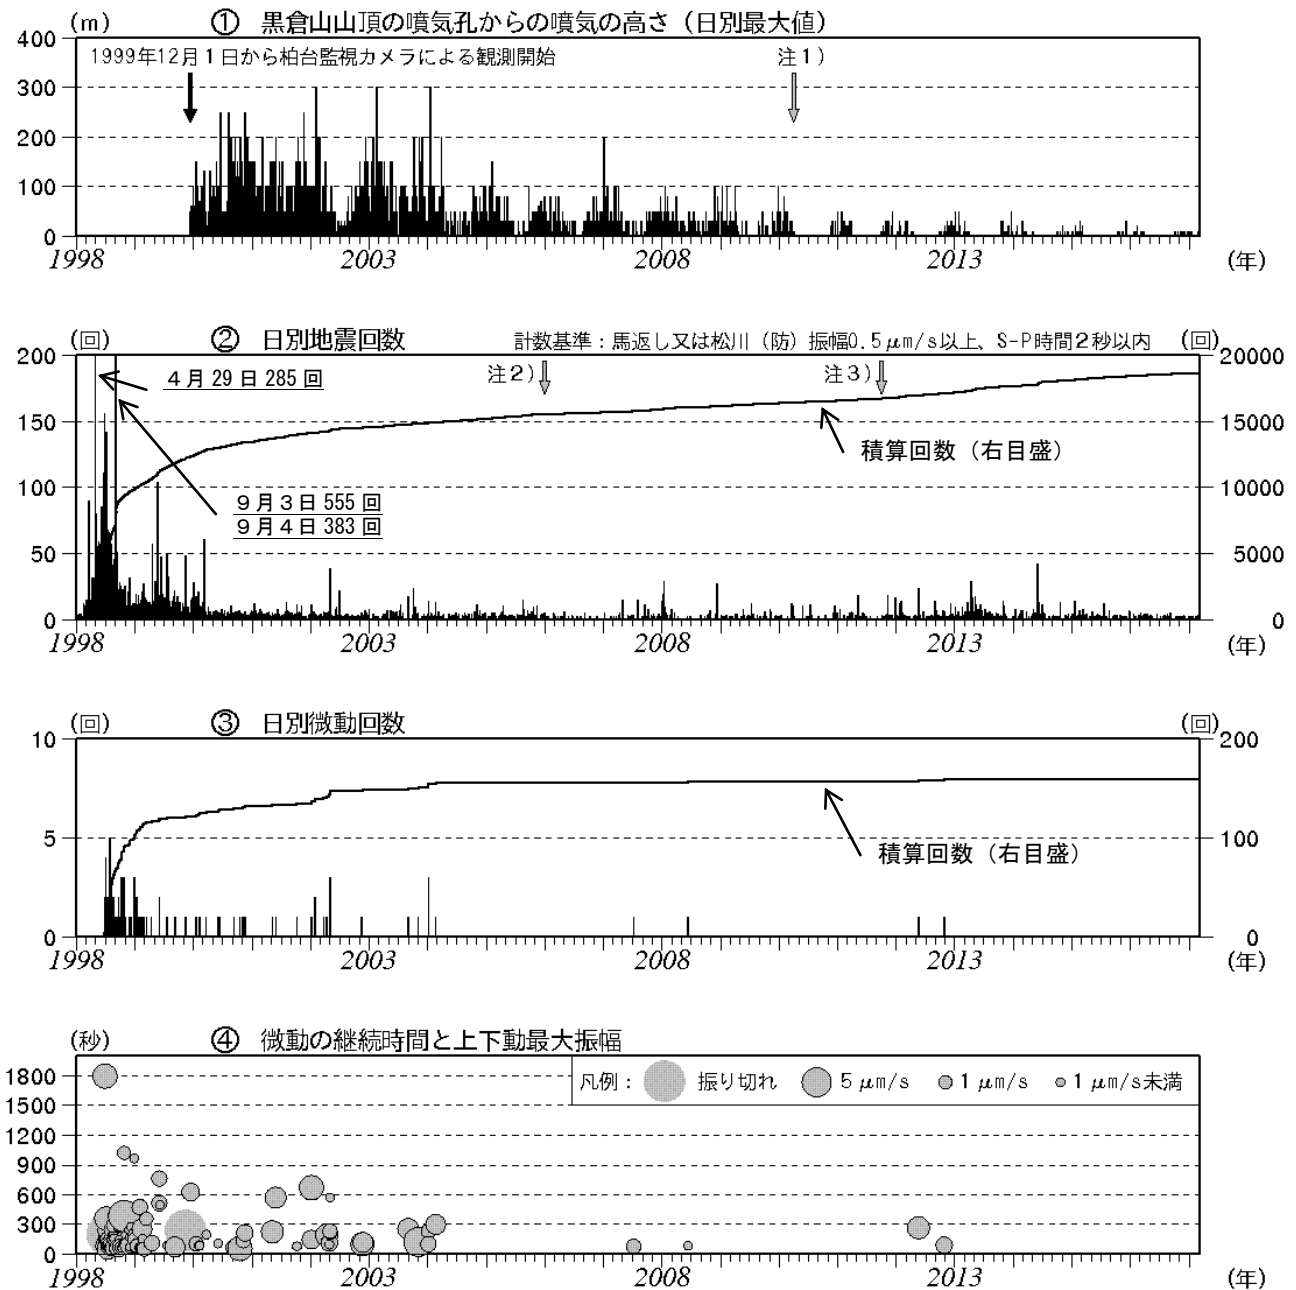 (m) ① 黒倉山山頂の噴気孔からの噴気の高さ（日別最大値）
400
1999年12月１日から柏台監視カメラによる観測開始 注１)
300
200
100
0
1998 2003 2008 2013 (年)
(回) ② 日別地震回数 計数基準：馬返し又は松川（防）振幅0.5μm/s以上、S-P時間２秒以内 (回)
200 20000
４月29日285回 注２) 注３)
150 15000
積算回数（右目盛）
100 10000
９月３日555回
９月４日383回
50 5000
0 0
1998 2003 2008 2013 (年)
(回) ③ 日別微動回数 (回)
10 200
5 100
積算回数（右目盛）
0 0
1998 2003 2008 2013 (年)
(秒) ④ 微動の継続時間と上下動最大振幅
1800 凡例： 振り切れ 5 μm/s 1 μm/s 1 μm/s未満
1500
1200
900
600
300
0
1998 2003 2008 2013 (年)